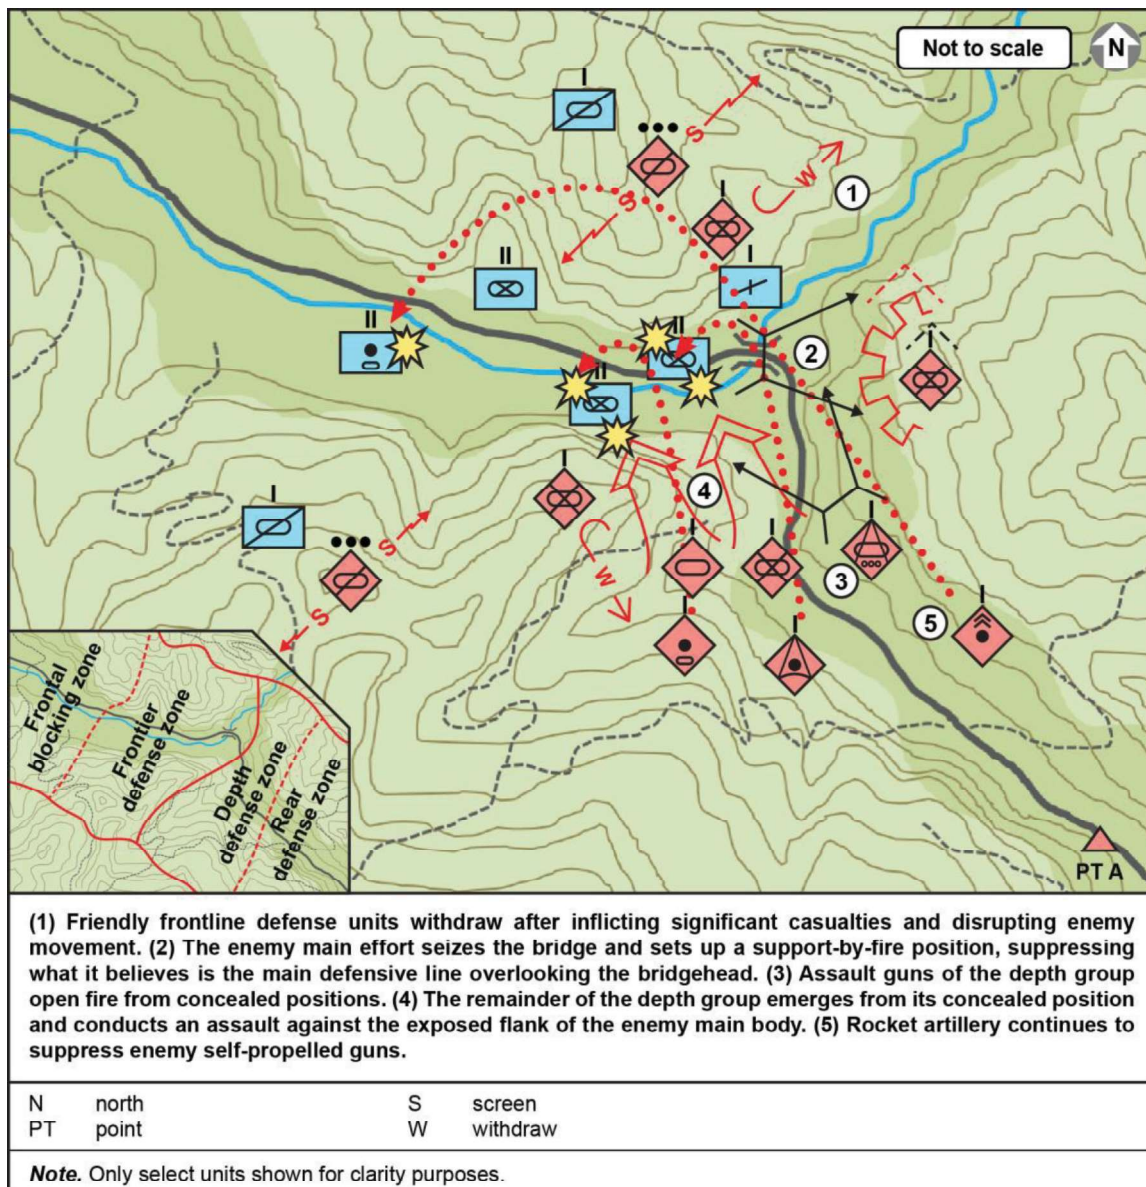 Not to scale
N
I
•••
S
I
W
1
S
II
I
II
II
2
I
II
I
4
I
•••
S
C
W
I
I
I
3
I
5
I
I
S
Frontal
blocking zone
Frontier
defense zone
Depth
defense zone
Rear
defense zone
PT A
(1) Friendly frontline defense units withdraw after inflicting significant casualties and disrupting enemy
movement. (2) The enemy main effort seizes the bridge and sets up a support-by-fire position, suppressing
what it believes is the main defensive line overlooking the bridgehead. (3) Assault guns of the depth group
open fire from concealed positions. (4) The remainder of the depth group emerges from its concealed position
and conducts an assault against the exposed flank of the enemy main body. (5) Rocket artillery continues to
suppress enemy self-propelled guns.
N north S screen
PT point W withdraw
Note. Only select units shown for clarity purposes.